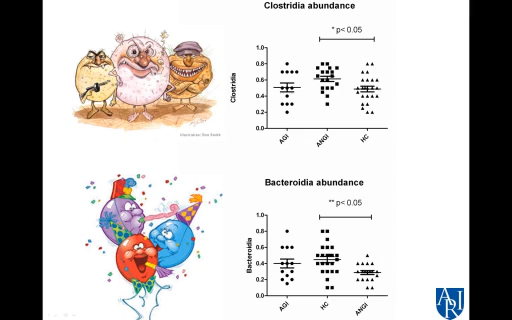 Clostridia abundance
* p< 0.05
1.0
0.8
0.6
0.4
0.2
0.0
Clostridia
AGI
ANGI
HC
Bacteroidia abundance
** p< 0.05
1.0
0.8
0.6
0.4
0.2
0.0
Bacteroidia
AGI
HC
ANGI